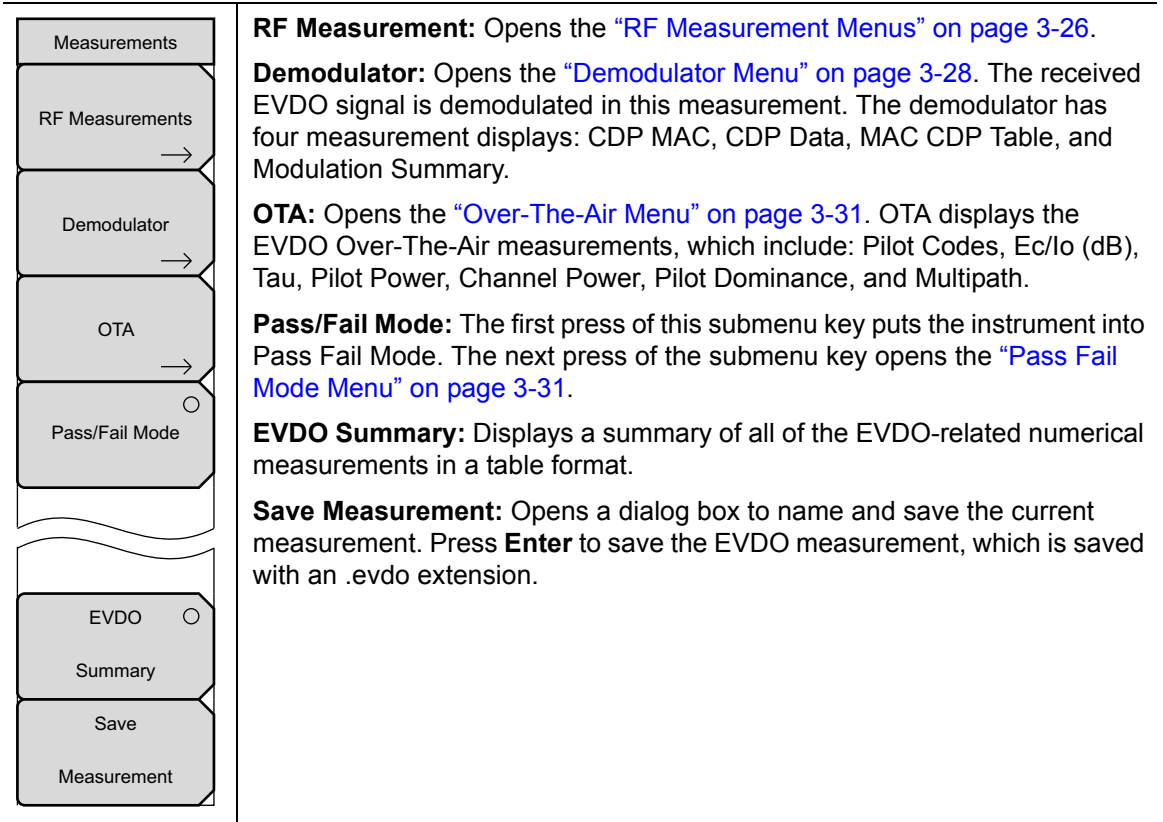 Measurements
RF Measurements
Demodulator
OTA
Pass/Fail Mode
EVDO
Summary
Save
Measurement
RF Measurement: Opens the “RF Measurement Menus” on page 3-26.
Demodulator: Opens the “Demodulator Menu” on page 3-28. The received
EVDO signal is demodulated in this measurement. The demodulator has
four measurement displays: CDP MAC, CDP Data, MAC CDP Table, and
Modulation Summary.
OTA: Opens the “Over-The-Air Menu” on page 3-31. OTA displays the
EVDO Over-The-Air measurements, which include: Pilot Codes, Ec/Io (dB),
Tau, Pilot Power, Channel Power, Pilot Dominance, and Multipath.
Pass/Fail Mode: The first press of this submenu key puts the instrument into
Pass Fail Mode. The next press of the submenu key opens the “Pass Fail
Mode Menu” on page 3-31.
EVDO Summary: Displays a summary of all of the EVDO-related numerical
measurements in a table format.
Save Measurement: Opens a dialog box to name and save the current
measurement. Press Enter to save the EVDO measurement, which is saved
with an .evdo extension.